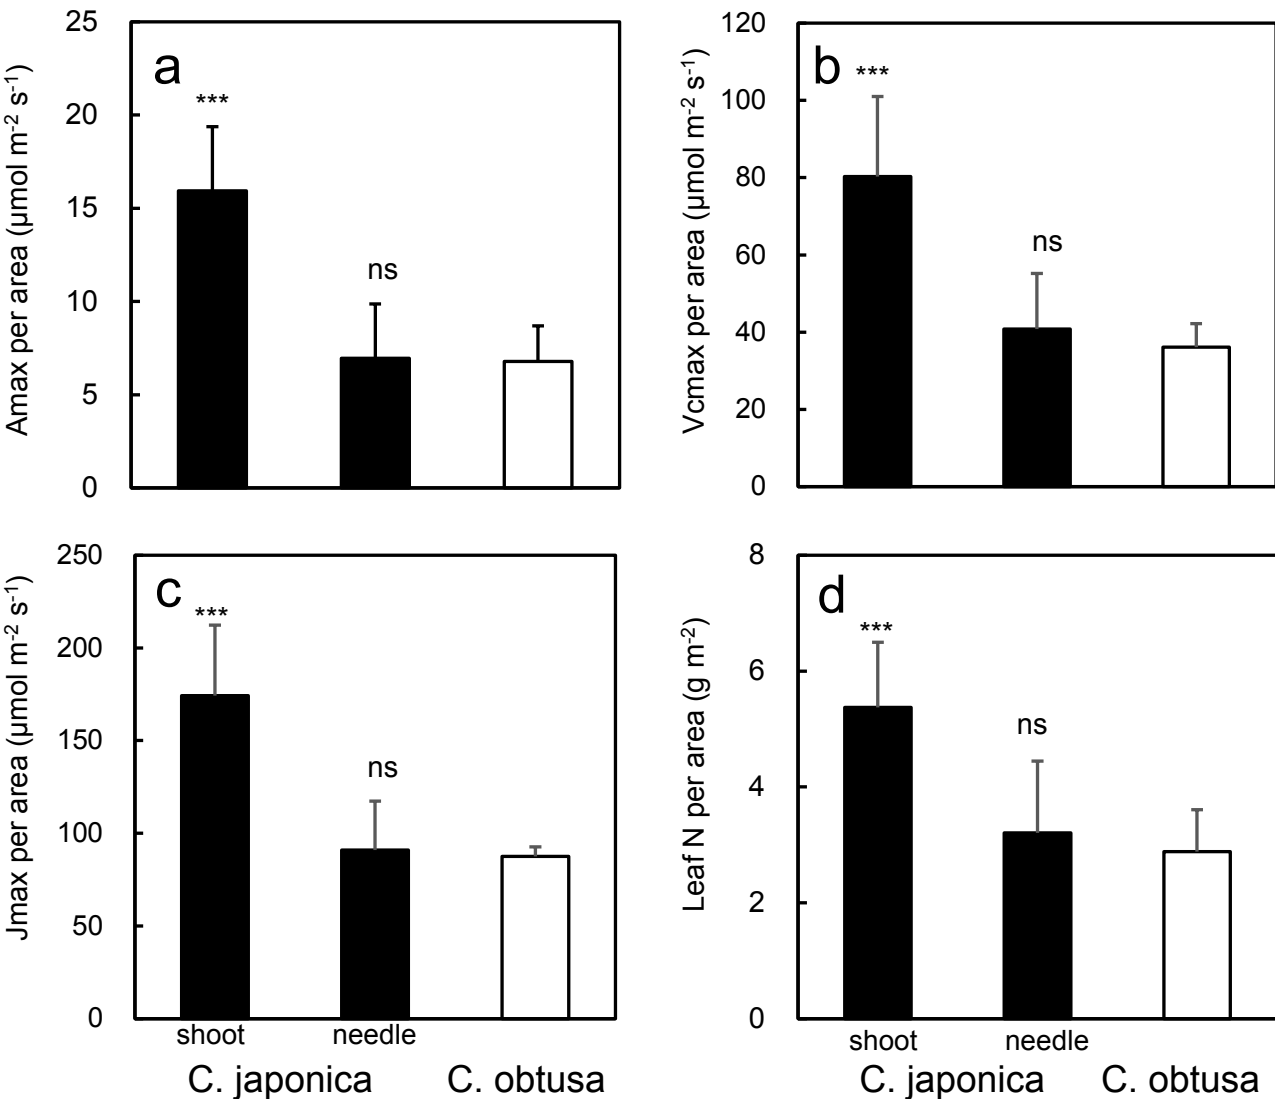 Amax per area (µmol m-2 s-1)
25
20
15
10
5
0
a
***
ns
Vcmax per area (µmol m-2 s-1)
120
100
80
60
40
20
0
b
***
ns
Jmax per area (µmol m-2 s-1)
250
200
150
100
50
0
c
***
ns
shoot needle
C. japonica C. obtusa
Leaf N per area (g m-2)
8
6
4
2
0
d
***
ns
shoot needle
C. japonica C. obtusa